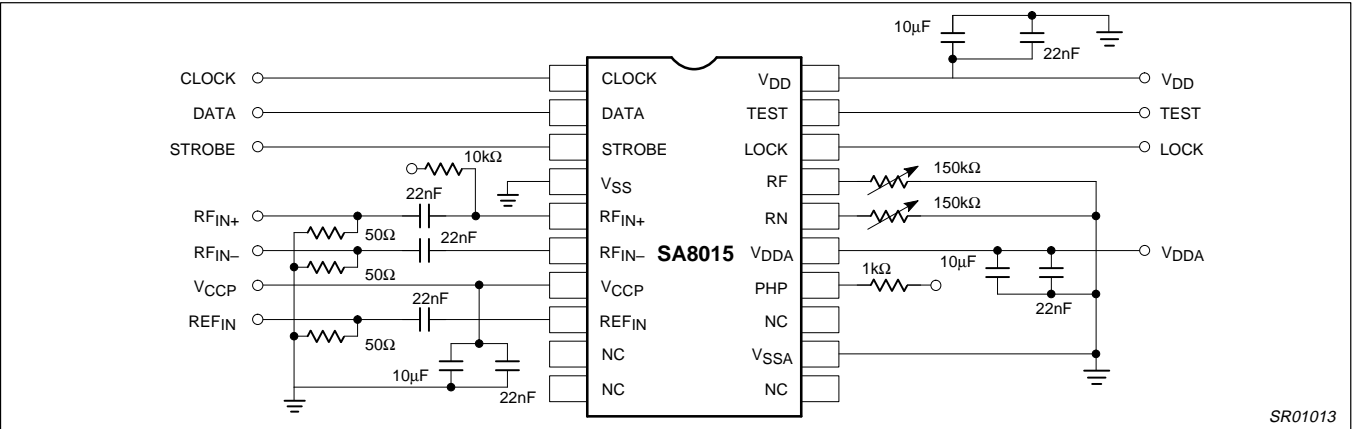 10μF
22nF
CLOCK
CLOCK
VDD
VDD
DATA
DATA
TEST
TEST
STROBE
STROBE
LOCK
LOCK
10kΩ
VSS
RF
150kΩ
22nF
RFIN+
RFIN+
RN
150kΩ
50Ω
22nF
RFIN–
RFIN–
SA8015
VDDA
VDDA
50Ω
10μF
1kΩ
VCCP
VCCP
PHP
22nF
22nF
REFIN
REFIN
NC
50Ω
NC
VSSA
10μF
22nF
NC
NC
SR01013